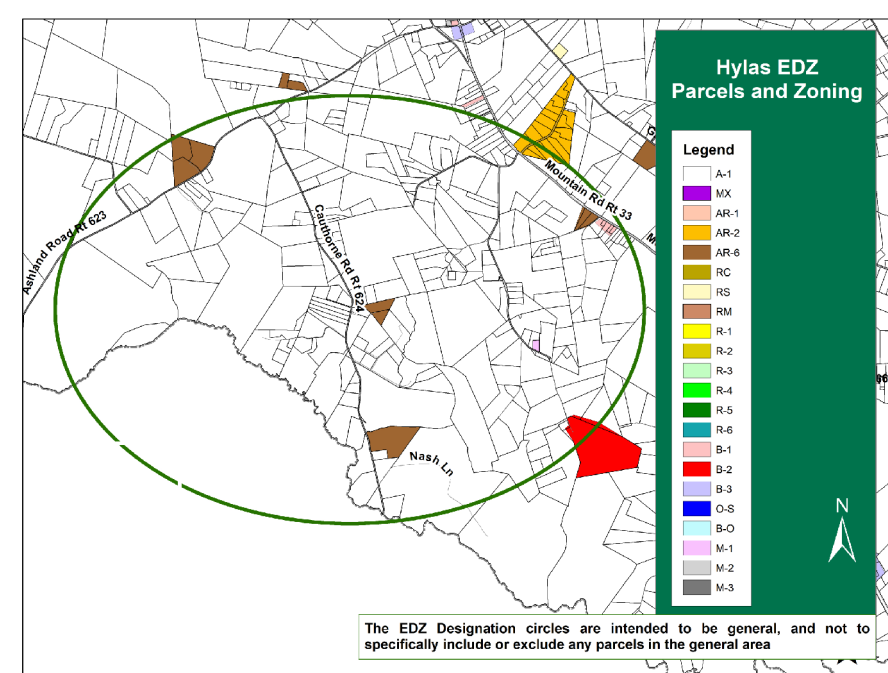 Hylas EDZ
Parcels and Zoning
Legend
A-1
MX
AR-1
AR-2
AR-6
RC
RS
RM
R-1
R-2
R-3
R-4
R-5
R-6
B-1
B-2
B-3
O-S
B-O
M-1
M-2
M-3
N
Ashland Road Rt 623
Cauthorne Rd Rt 624
Mountain Rd Rt 33
Nash Ln
The EDZ Designation circles are intended to be general, and not to
specifically include or exclude any parcels in the general area